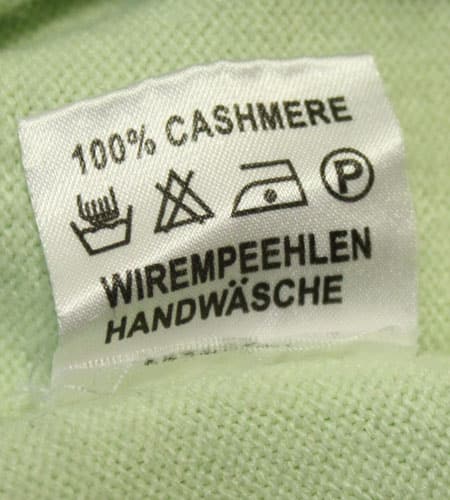 100% CASHMERE
P
WIREMPEEHLEN
HANDWÄSCHE